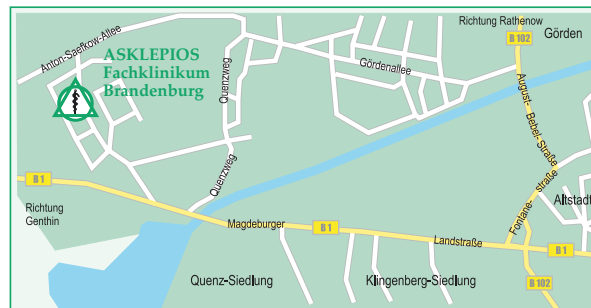 Richtung Rathenow
B 102
Görden
Anton-Saefkow-Allee
ASKLEPIOS
Fachklinikum
Brandenburg
Quenzweg
Gördenallee
August-
Bebel-Straße
B 1
Quenzweg
Fontane-
straße
Altstadt
Richtung
Genthin
Magdeburger
B 1
Landstraße
B 1
Quenz-Siedlung
Klingenberg-Siedlung
B 102